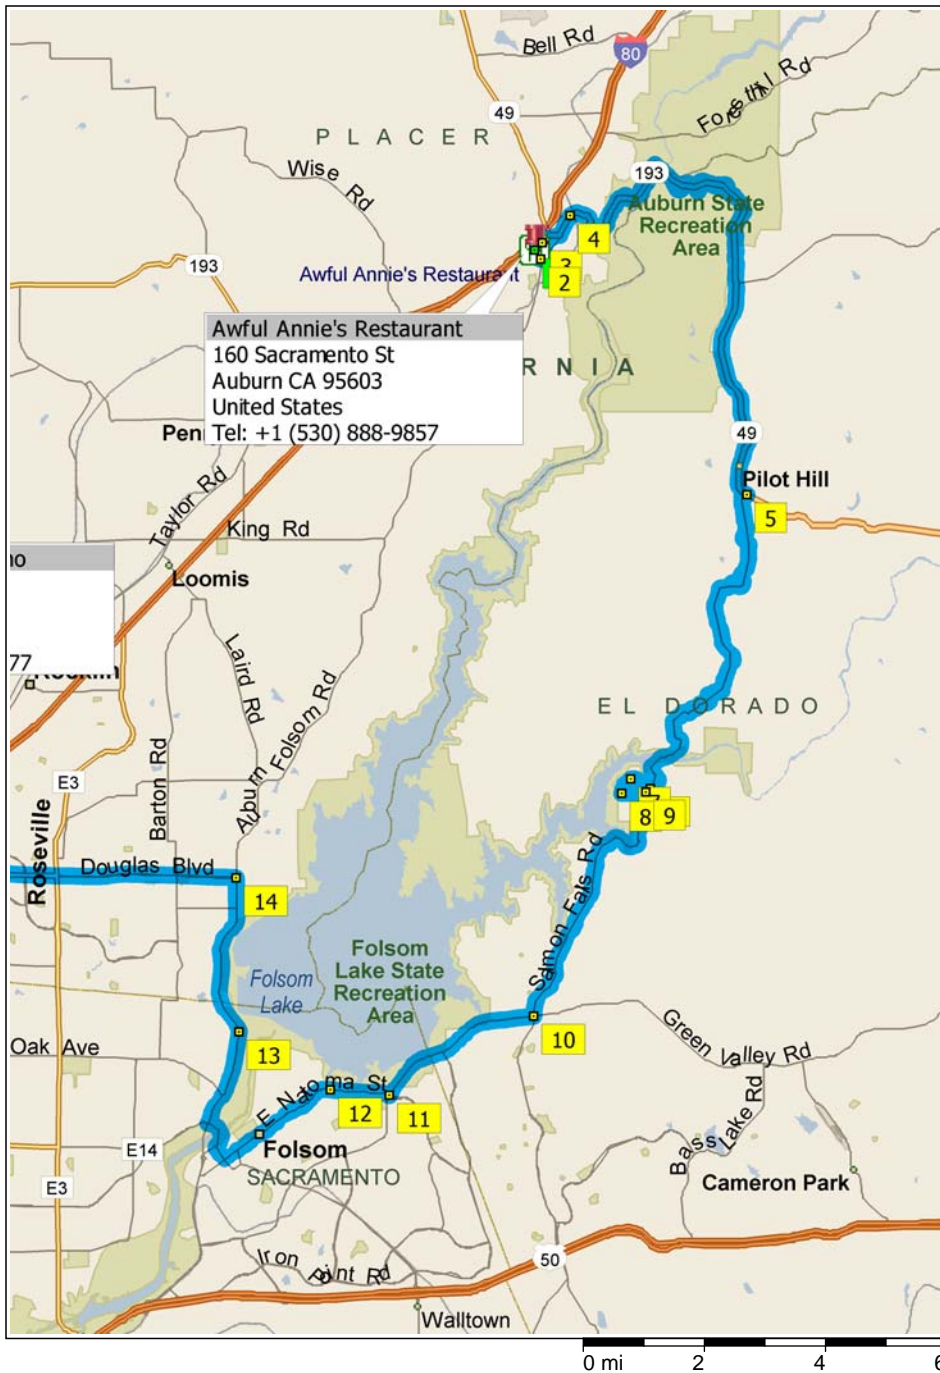 Bell Rd
80
49
Foresthill Rd
PLACER
Wise Rd
193
Auburn State
Recreation
Area
4
3
2
193
Awful Annie's Restaurant
Awful Annie's Restaurant
160 Sacramento St
Auburn CA 95603
United States
Tel: +1 (530) 888-9857
RNIA
49
Pilot Hill
5
Taylor Rd
King Rd
Loomis
77
Laird Rd
Auburn Folsom Rd
Barton Rd
EL DORADO
E3
Roseville
7
8
9
Douglas Blvd
14
Salmon Falls Rd
Folsom
Lake State
Recreation
Area
Folsom
Lake
10
Oak Ave
13
Green Valley Rd
E Natoma St
12
11
Bass Lake Rd
E14
Folsom
SACRAMENTO
E3
Cameron Park
Iron Point Rd
50
Walltown
0 mi 2 4 6